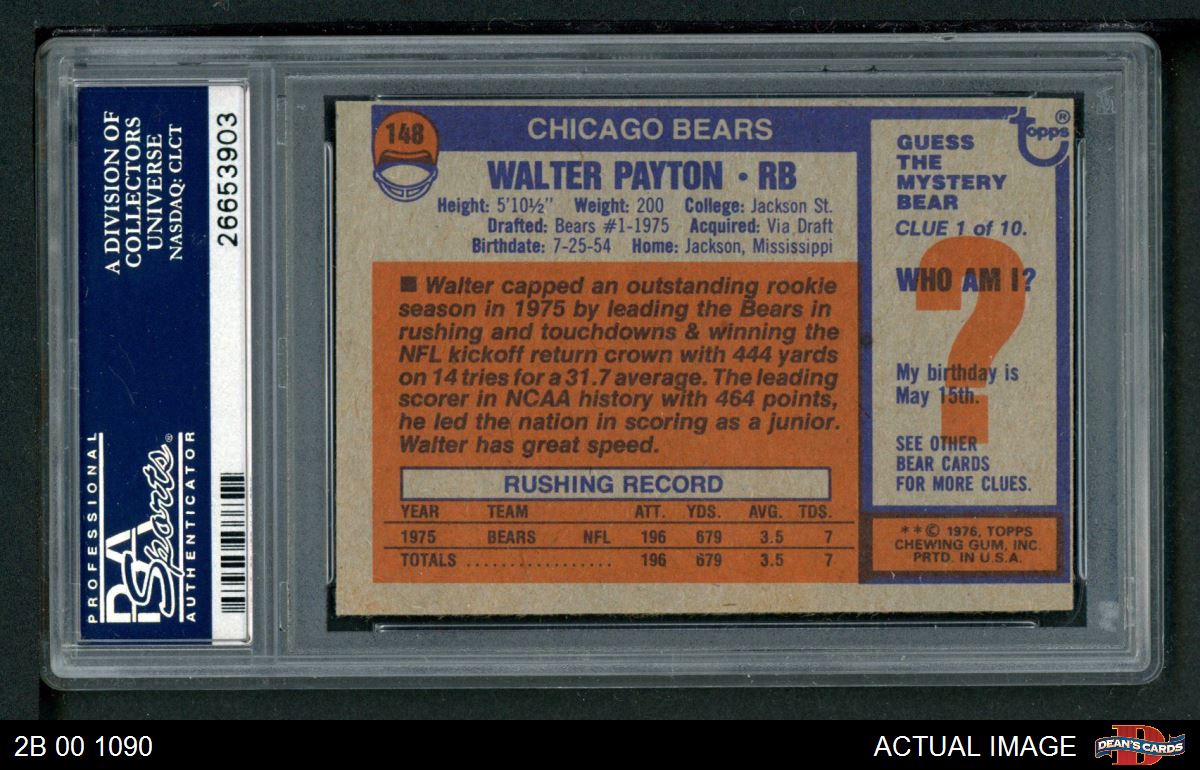 A DIVISION OF
COLLECTORS
UNIVERSE
NASDAQ: CLCT
PROFESSIONAL
PSA
Sports®
AUTHENTICATOR
26653903
148
CHICAGO BEARS
WALTER PAYTON • RB
Height: 5'10½" Weight: 200 College: Jackson St.
Drafted: Bears #1-1975 Acquired: Via Draft
Birthdate: 7-25-54 Home: Jackson, Mississippi
■ Walter capped an outstanding rookie
season in 1975 by leading the Bears in
rushing and touchdowns & winning the
NFL kickoff return crown with 444 yards
on 14 tries for a 31.7 average. The leading
scorer in NCAA history with 464 points,
he led the nation in scoring as a junior.
Walter has great speed.
RUSHING RECORD
YEAR TEAM ATT. YDS. AVG. TDS.
1975 BEARS NFL 196 679 3.5 7
TOTALS ................. 196 679 3.5 7
topps®
GUESS
THE
MYSTERY
BEAR
CLUE 1 of 10.
WHO AM I?
?
My birthday is
May 15th.
SEE OTHER
BEAR CARDS
FOR MORE CLUES.
**© 1976, TOPPS
CHEWING GUM, INC.
PRTD. IN U.S.A.
2B 00 1090
ACTUAL IMAGE
D
DEAN'S CARDS